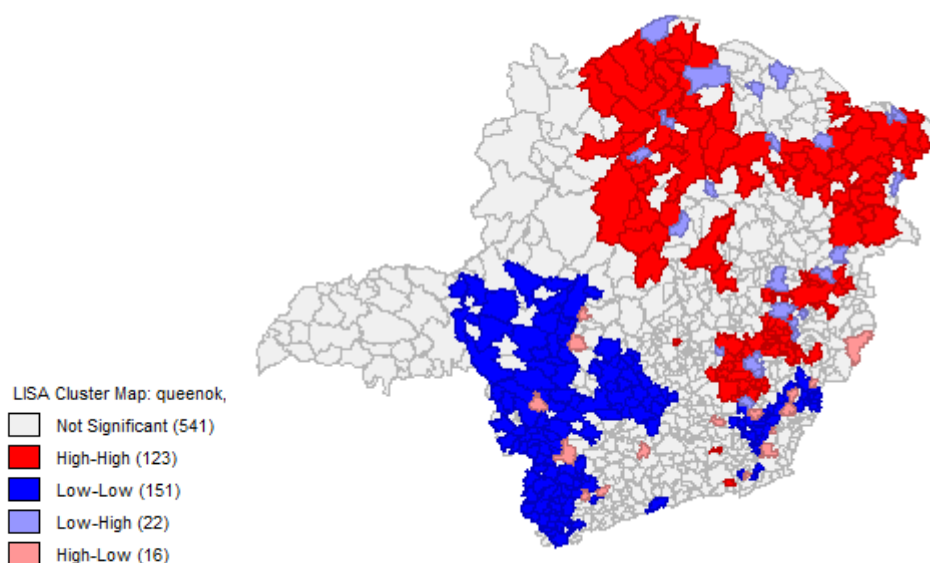 LISA Cluster Map: queenok,
Not Significant (541)
High-High (123)
Low-Low (151)
Low-High (22)
High-Low (16)